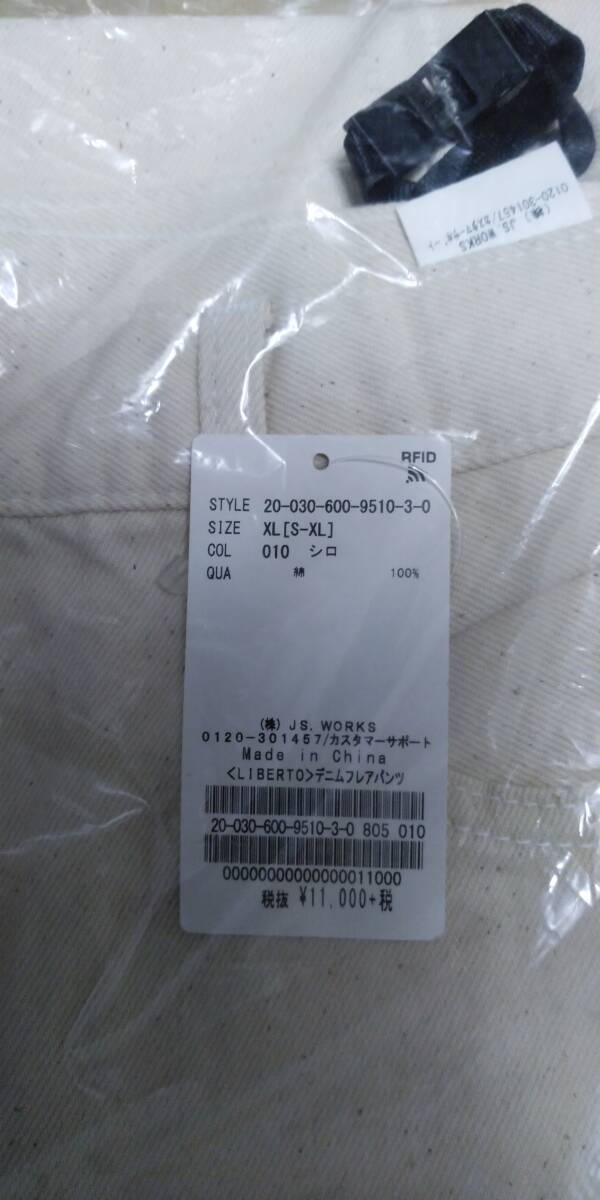 (株) JS WORKS
0120-301457/カスタマーサポート
RFID
STYLE 20-030-600-9510-3-0
SIZE XL[S-XL]
COL 010 シロ
QUA 綿 100%
(株) JS. WORKS
0120-301457/カスタマーサポート
Made in China
<LIBERTO>デニムフレアパンツ
20-030-600-9510-3-0 805 010
00000000000000011000
税抜 ¥11,000+税